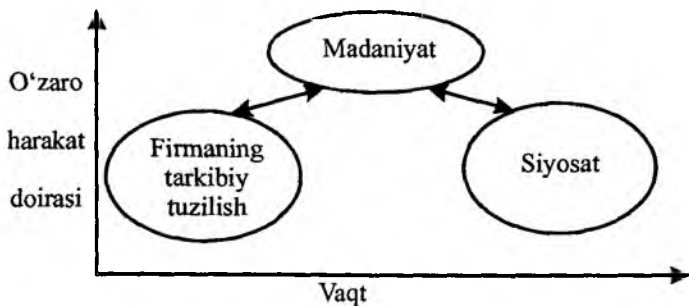 Madaniyat
O‘zaro
harakat
doirasi
Firmaning
tarkibiy
tuzilish
Siyosat
Vaqt